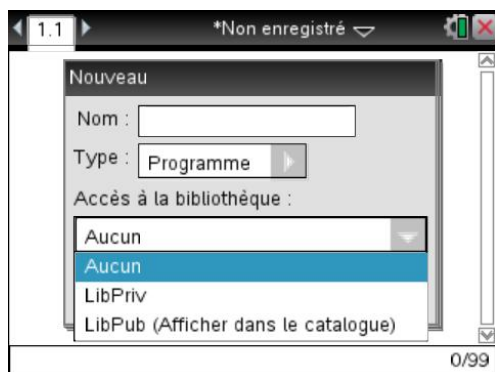 1.1 *Non enregistré
Nouveau
Nom :
Type : Programme
Accès à la bibliothèque :
Aucun
Aucun
LibPriv
LibPub (Afficher dans le catalogue)
0/99